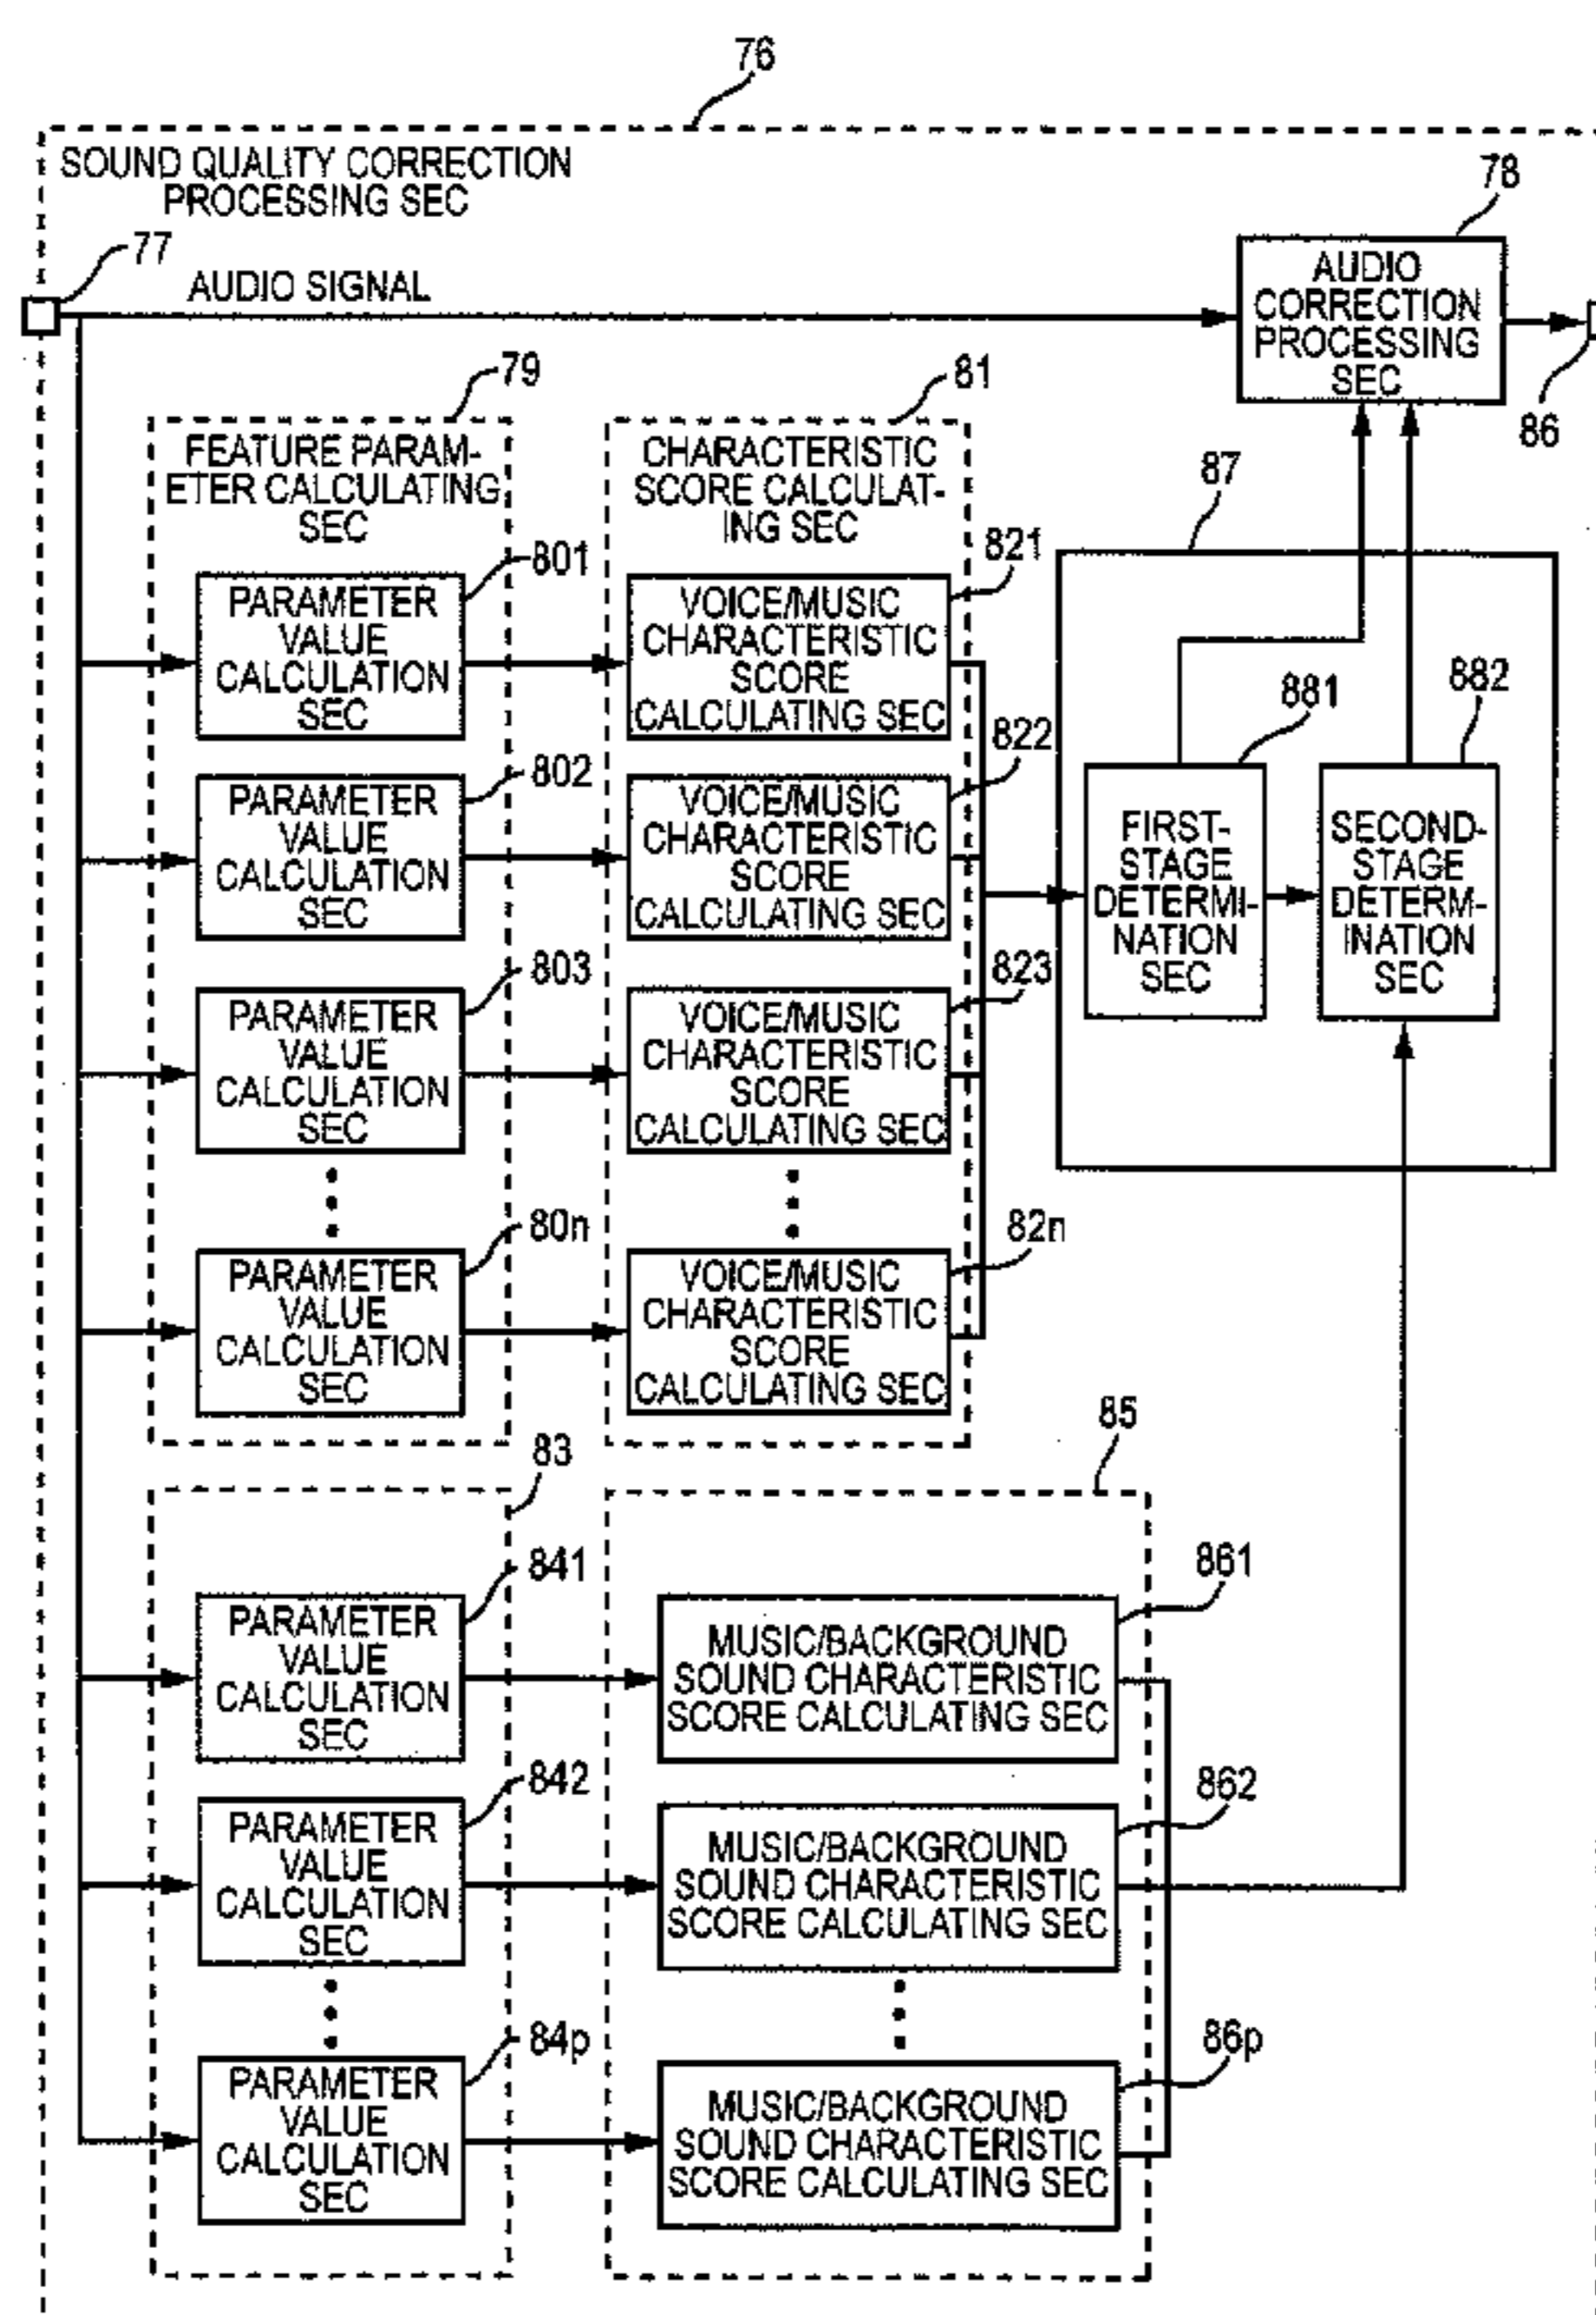 76
SOUND QUALITY CORRECTION
PROCESSING SEC
77
AUDIO SIGNAL
78
AUDIO
CORRECTION
PROCESSING
SEC
86
79
FEATURE PARAM-
ETER CALCULATING
SEC
81
CHARACTERISTIC
SCORE CALCULAT-
ING SEC
87
801
PARAMETER
VALUE
CALCULATION
SEC
821
VOICE/MUSIC
CHARACTERISTIC
SCORE
CALCULATING SEC
802
PARAMETER
VALUE
CALCULATION
SEC
822
VOICE/MUSIC
CHARACTERISTIC
SCORE
CALCULATING SEC
881
FIRST-
STAGE
DETERMI-
NATION
SEC
882
SECOND-
STAGE
DETERM-
INATION
SEC
803
PARAMETER
VALUE
CALCULATION
SEC
823
VOICE/MUSIC
CHARACTERISTIC
SCORE
CALCULATING SEC
80n
PARAMETER
VALUE
CALCULATION
SEC
82n
VOICE/MUSIC
CHARACTERISTIC
SCORE
CALCULATING SEC
83
85
841
PARAMETER
VALUE
CALCULATION
SEC
861
MUSIC/BACKGROUND
SOUND CHARACTERISTIC
SCORE CALCULATING SEC
842
PARAMETER
VALUE
CALCULATION
SEC
862
MUSIC/BACKGROUND
SOUND CHARACTERISTIC
SCORE CALCULATING SEC
84p
PARAMETER
VALUE
CALCULATION
SEC
86p
MUSIC/BACKGROUND
SOUND CHARACTERISTIC
SCORE CALCULATING SEC